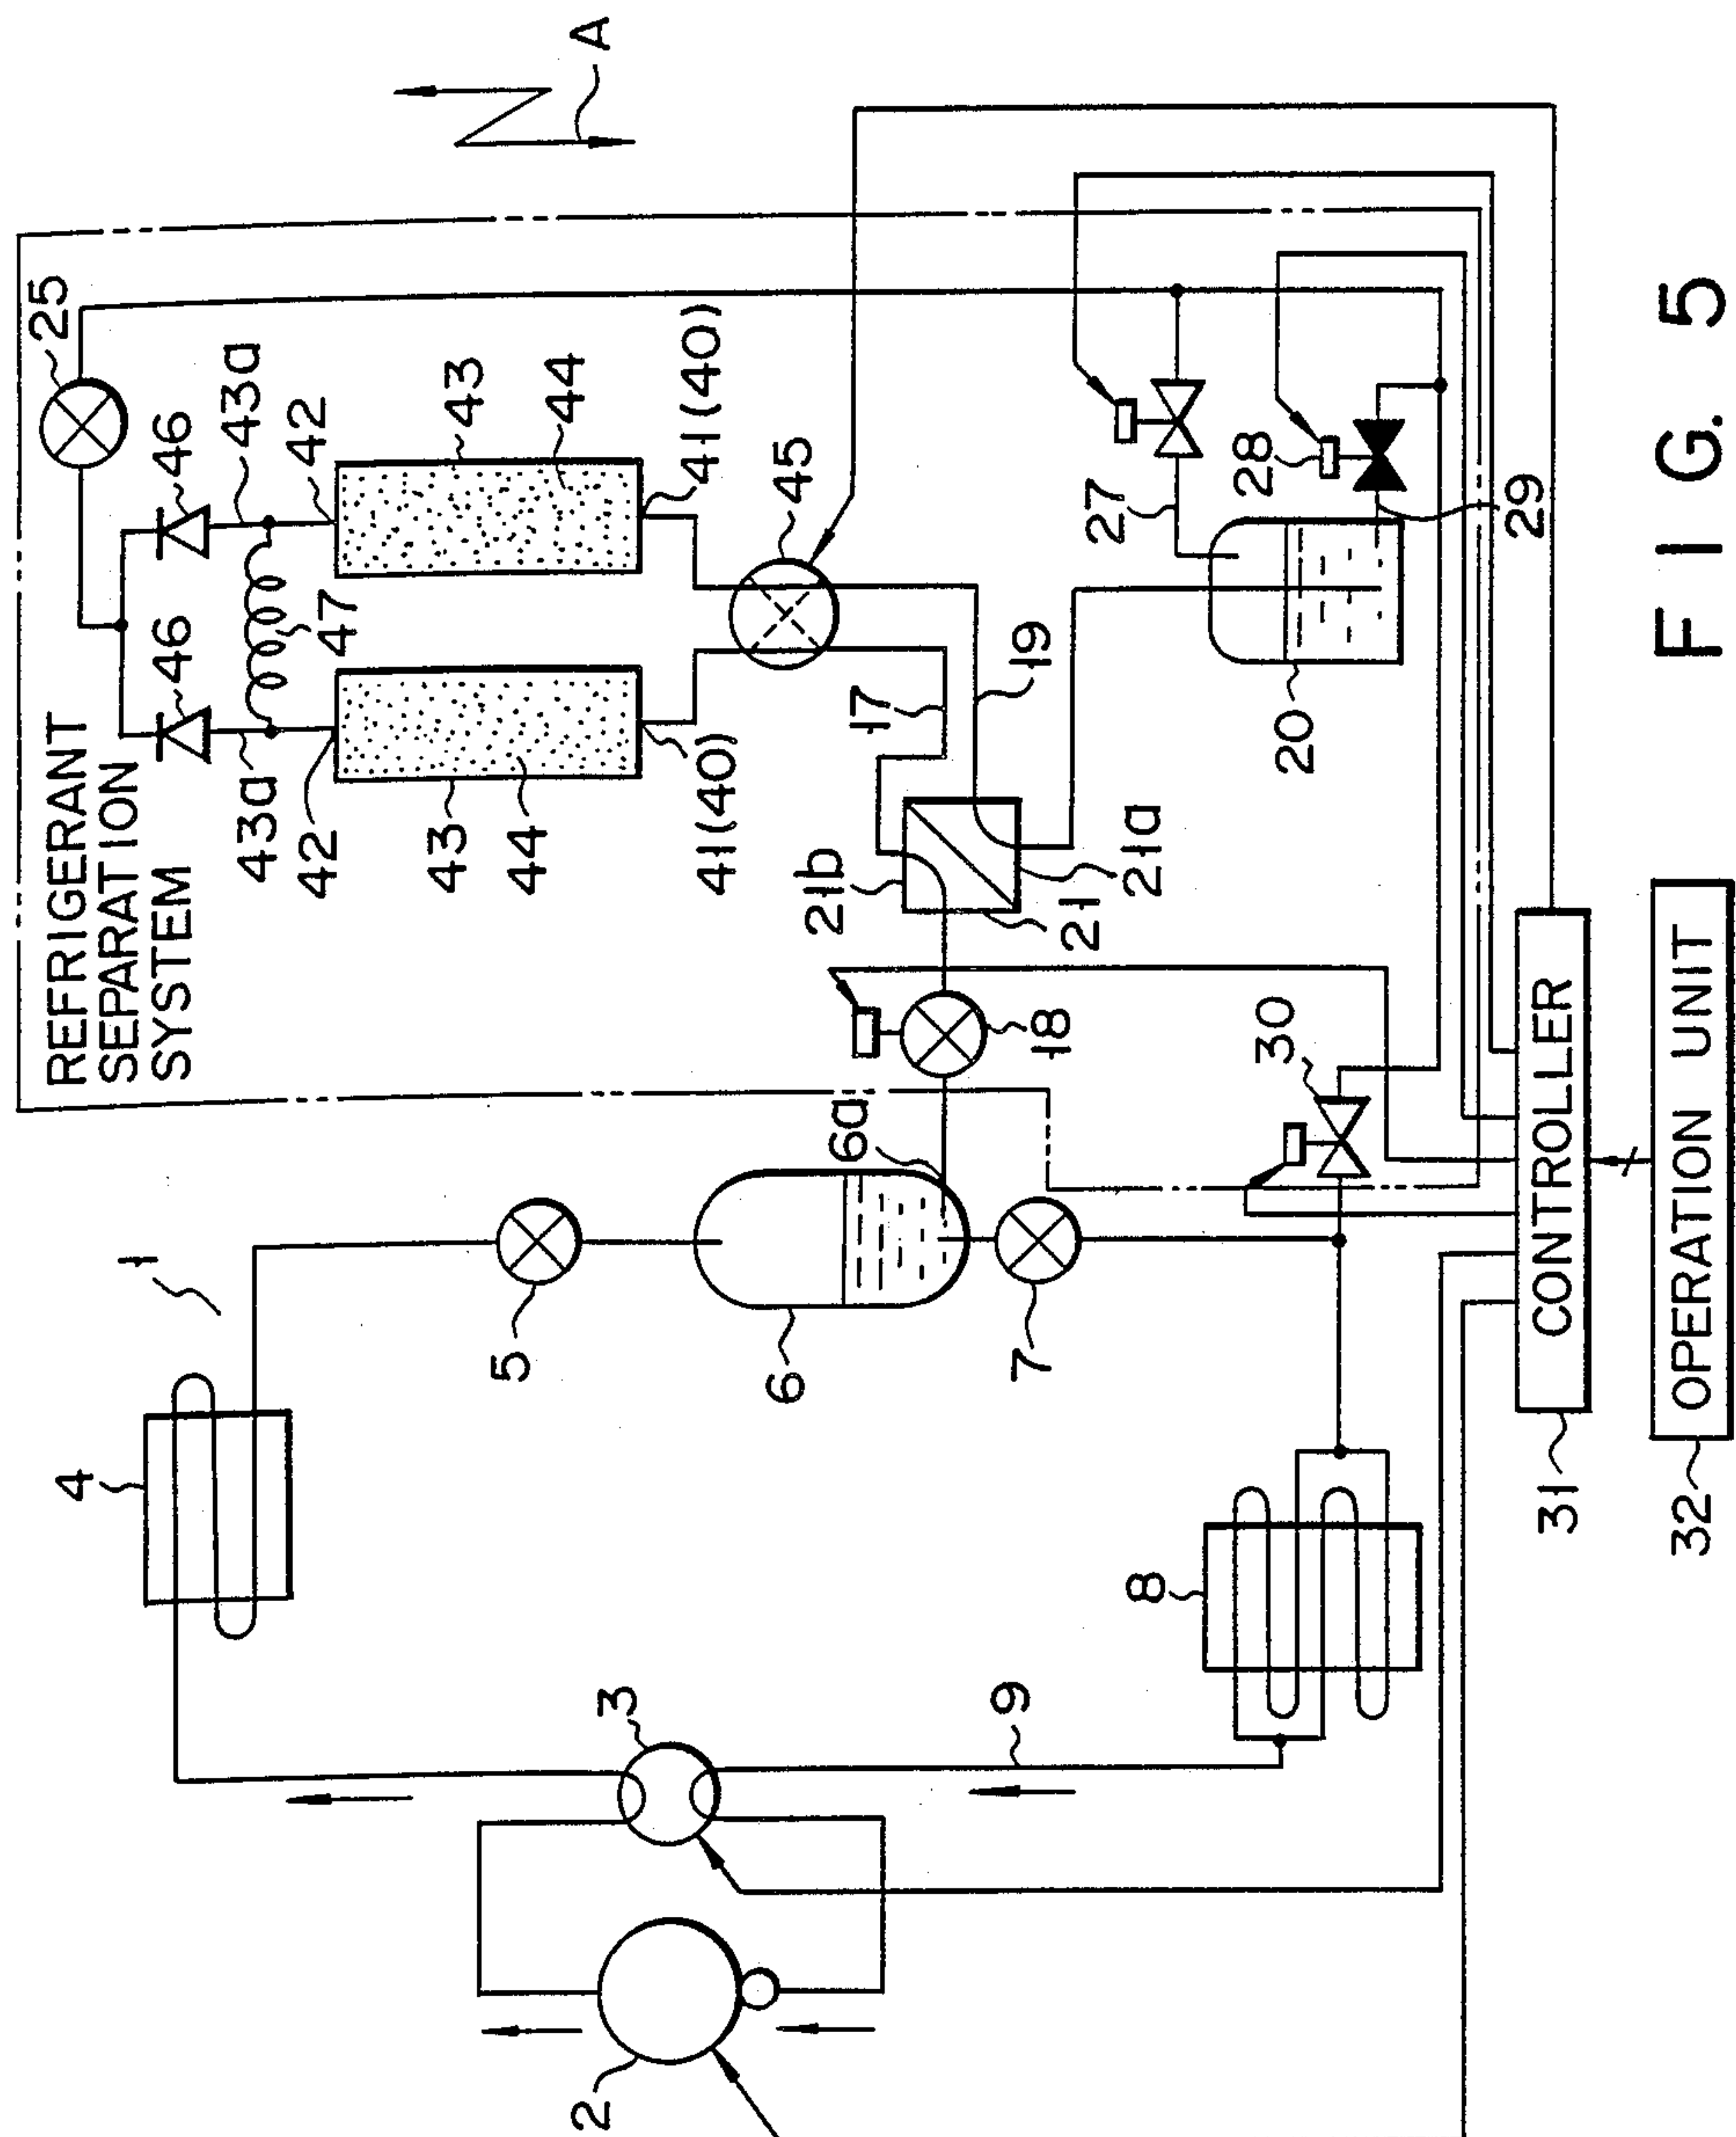 REFRIGERANT
SEPARATION
SYSTEM
25
46
46
43a
43a
42
42
47
43
43
44
44
41(40)
41(40)
45
A
1
4
5
6
6a
7
18
21b
21
21a
17
19
27
28
29
20
30
3
2
9
8
CONTROLLER
31
OPERATION UNIT
32
FIG. 5